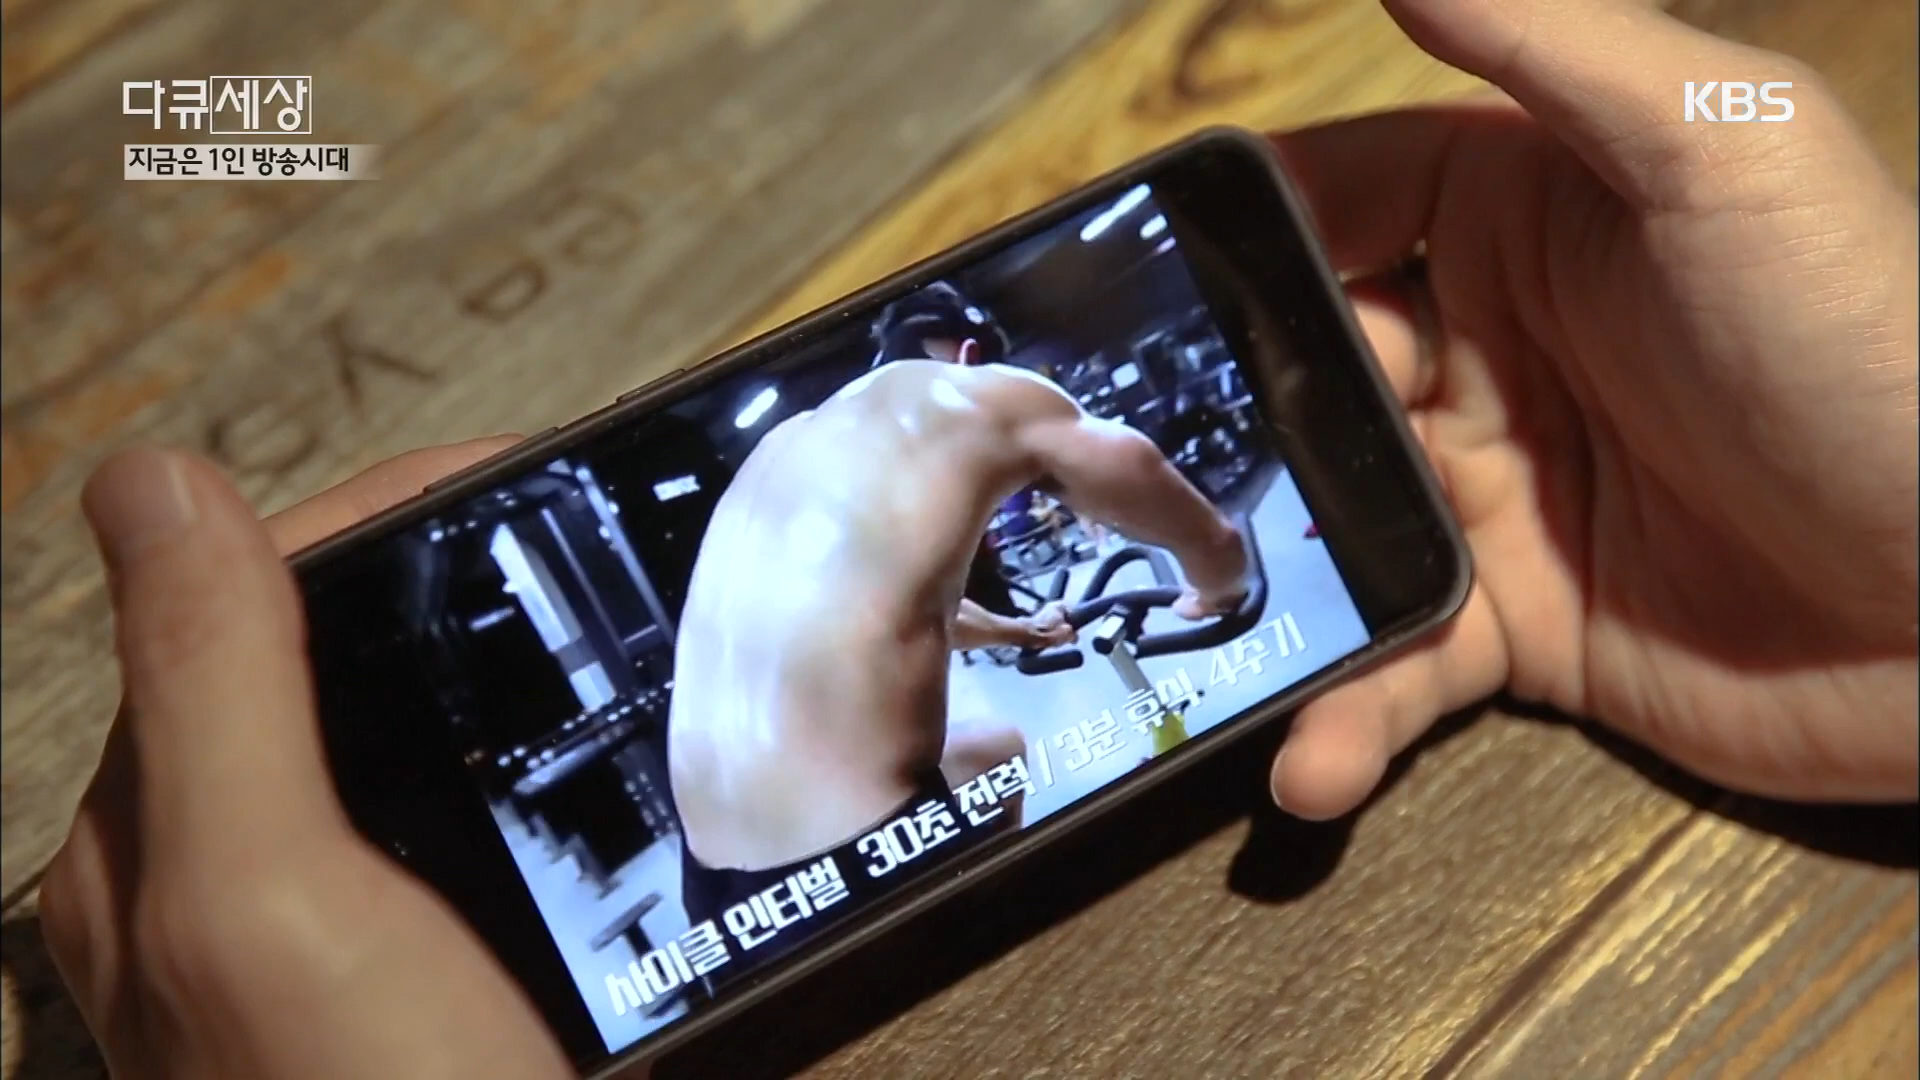 다큐세상
지금은 1인 방송시대
KBS
사이클 인터벌 30초 전력 / 3분 휴식 4주기